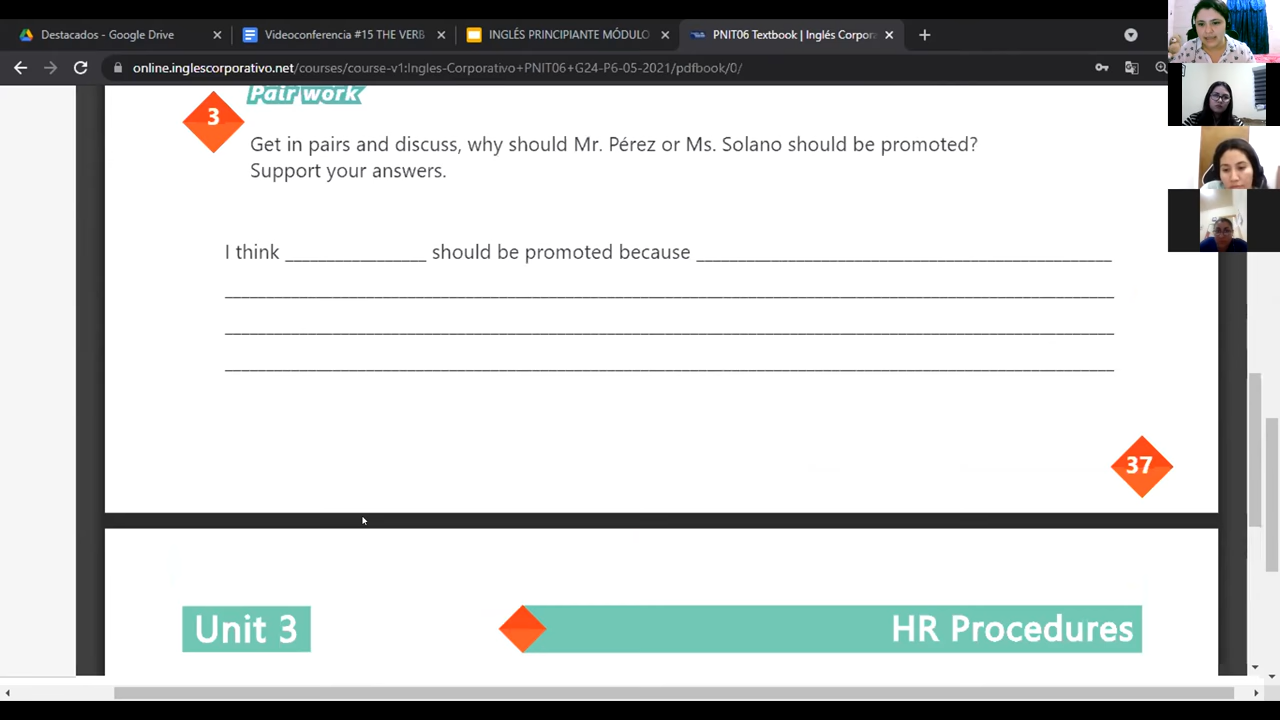 Destacados - Google Drive
Videoconferencia #15 THE VERB
INGLÉS PRINCIPIANTE MÓDULO
PNIT06 Textbook | Inglés Corpor
online.inglescorporativo.net/courses/course-v1:Ingles-Corporativo+PNIT06+G24-P6-05-2021/pdfbook/0/
Pair work
3
Get in pairs and discuss, why should Mr. Pérez or Ms. Solano should be promoted?
Support your answers.
I think ________________ should be promoted because ________________________________________
37
Unit 3
HR Procedures